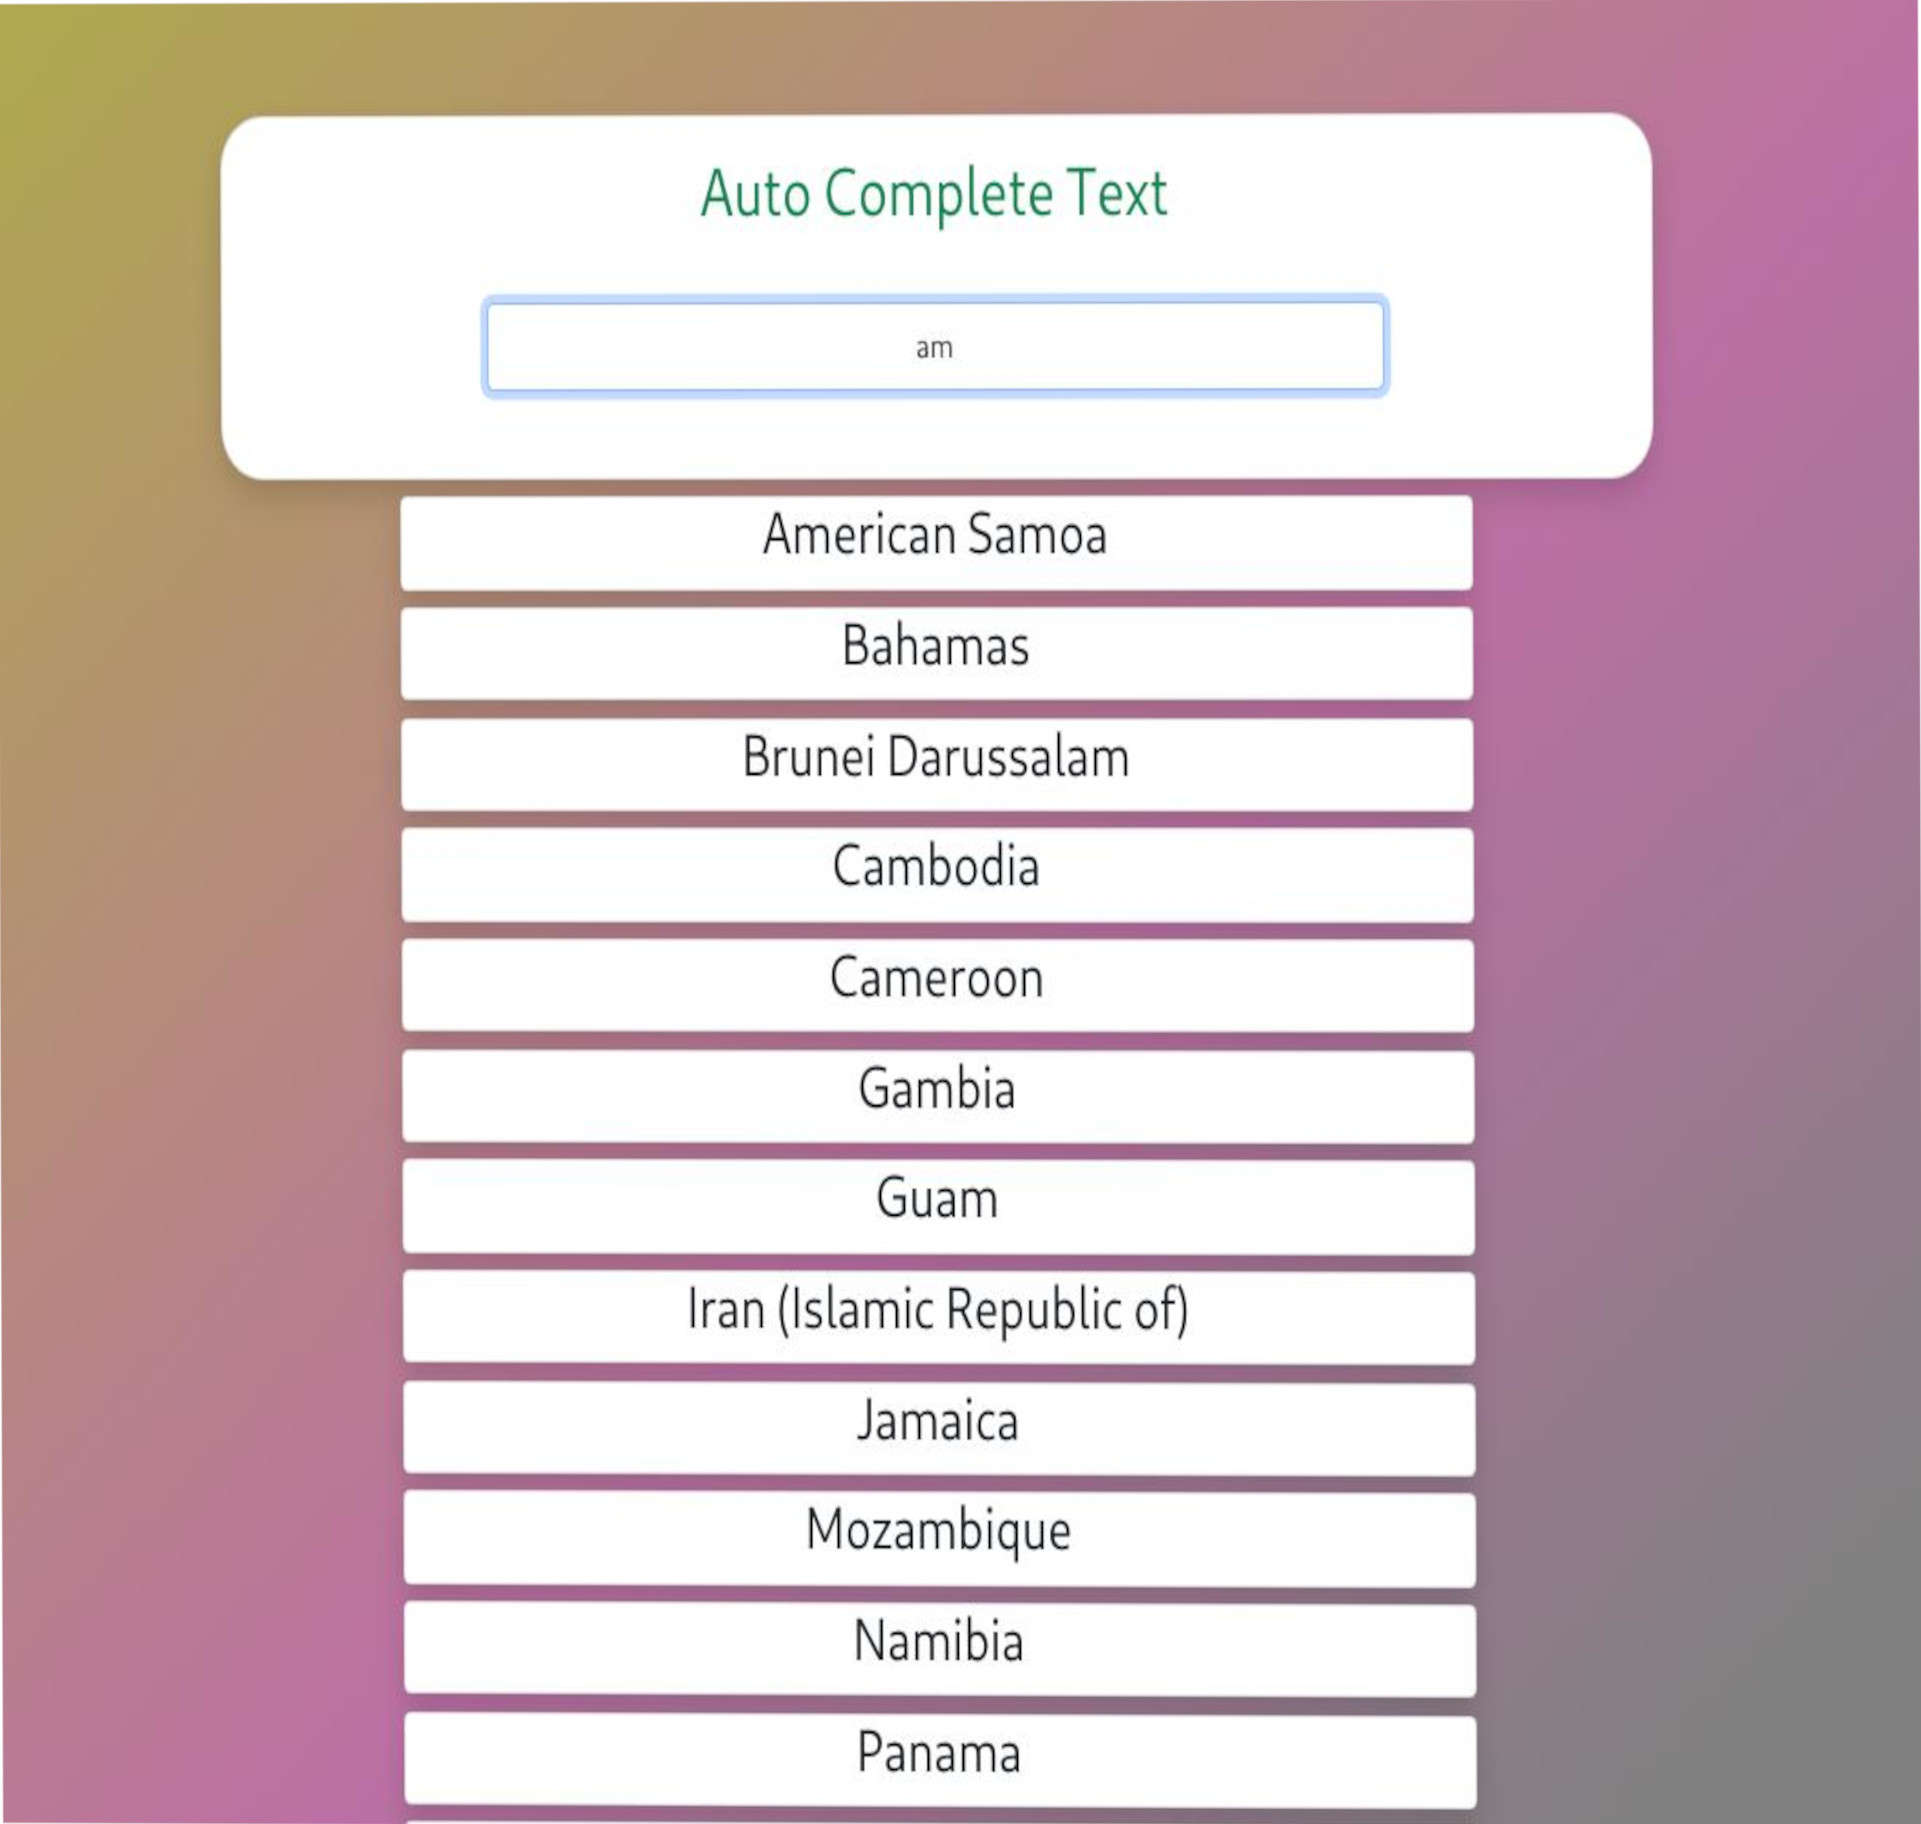 Auto Complete Text
am
American Samoa
Bahamas
Brunei Darussalam
Cambodia
Cameroon
Gambia
Guam
Iran (Islamic Republic of)
Jamaica
Mozambique
Namibia
Panama